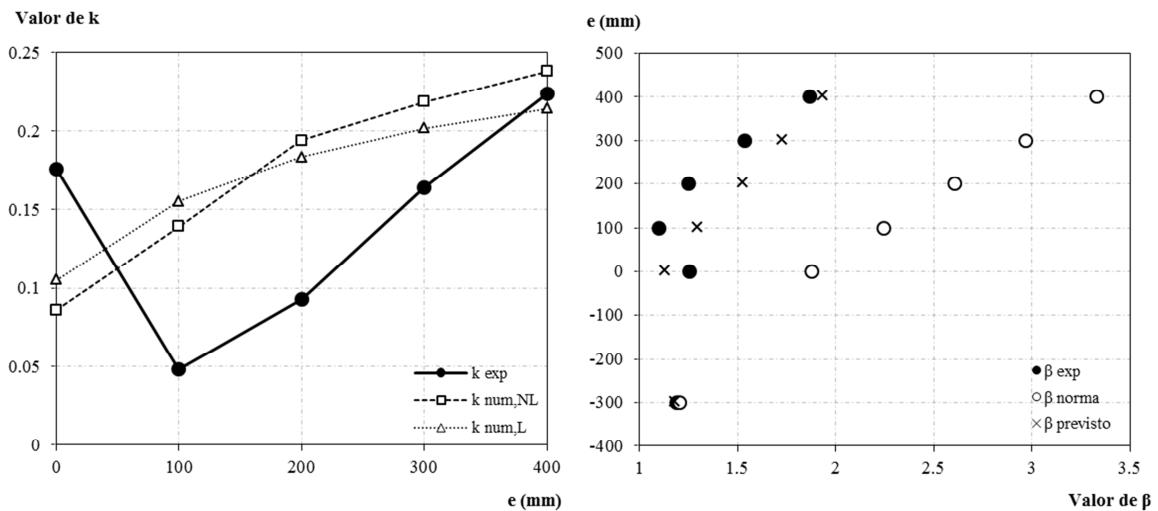 Valor de k
0.25
0.2
0.15
0.1
0.05
0
0 100 200 300 400
e (mm)
k exp
k num,NL
k num,L
e (mm)
500
400
300
200
100
0
-100
-200
-300
-400
1 1.5 2 2.5 3 3.5
Valor de β
β exp
β norma
β previsto